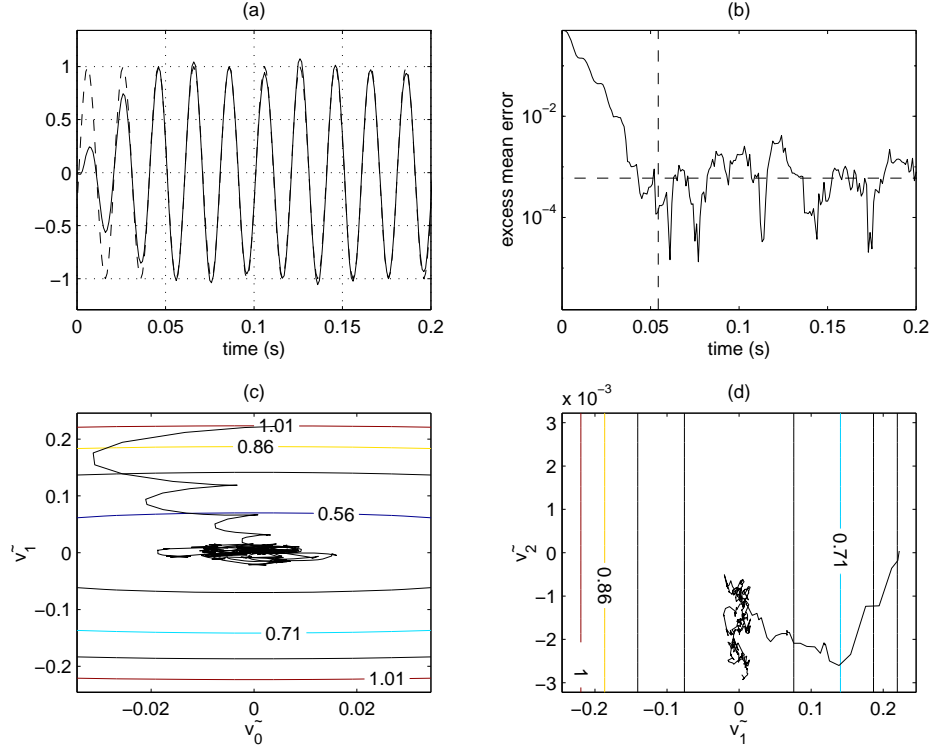 (a)
1
0.5
0
−0.5
−1
0 0.05 0.1 0.15 0.2
time (s)
(b)
excess mean error
10^−2
10^−4
0 0.05 0.1 0.15 0.2
time (s)
(c)
v_1^~
0.2
0.1
0
−0.1
−0.2
1.01
0.86
0.56
0.71
1.01
−0.02 0 0.02
v_0^~
(d)
x 10^−3
v_2^~
3
2
1
0
−1
−2
−3
1
0.86
0.71
−0.2 −0.1 0 0.1 0.2
v_1^~